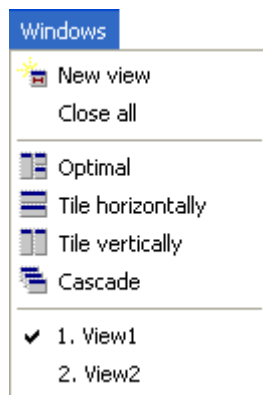 Windows
New view
Close all
Optimal
Tile horizontally
Tile vertically
Cascade
1. View1
2. View2